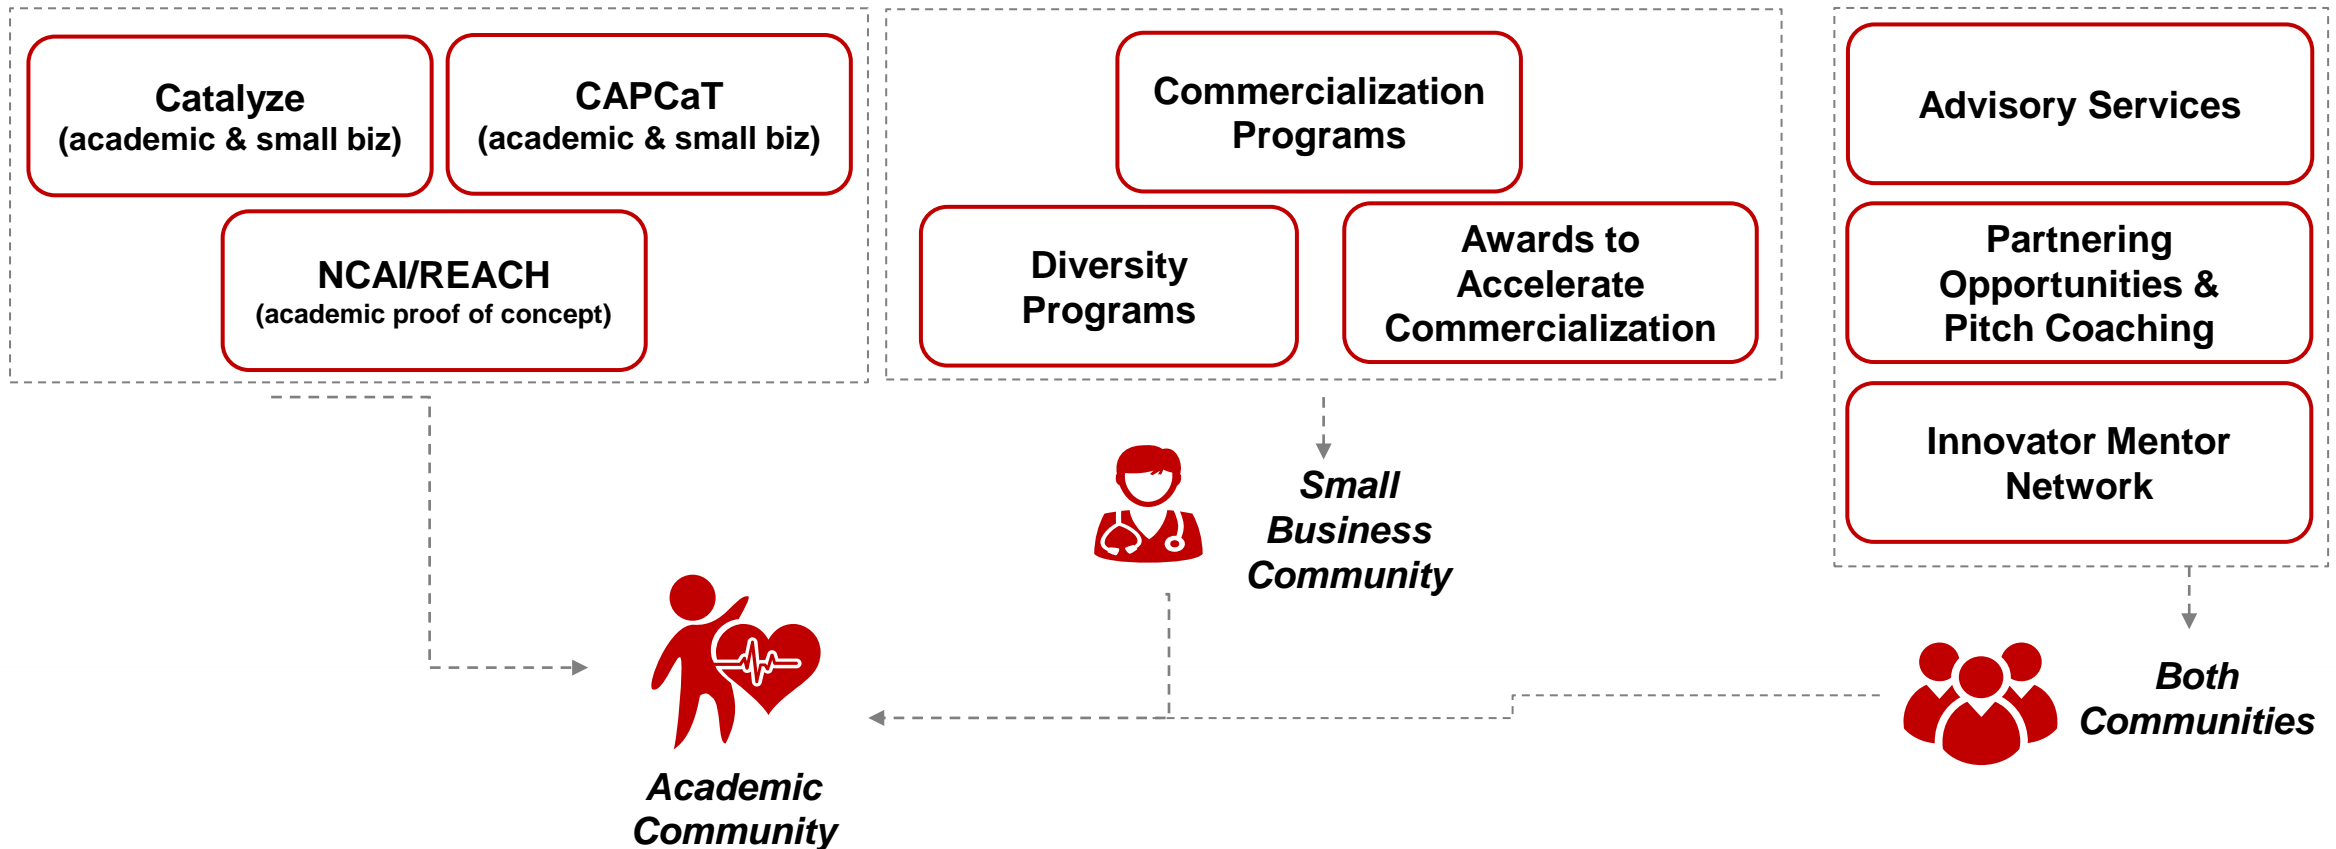 Catalyze
(academic & small biz)
CAPCaT
(academic & small biz)
NCAI/REACH
(academic proof of concept)
Commercialization
Programs
Diversity
Programs
Awards to
Accelerate
Commercialization
Advisory Services
Partnering
Opportunities &
Pitch Coaching
Innovator Mentor
Network
Small
Business
Community
Academic
Community
Both
Communities